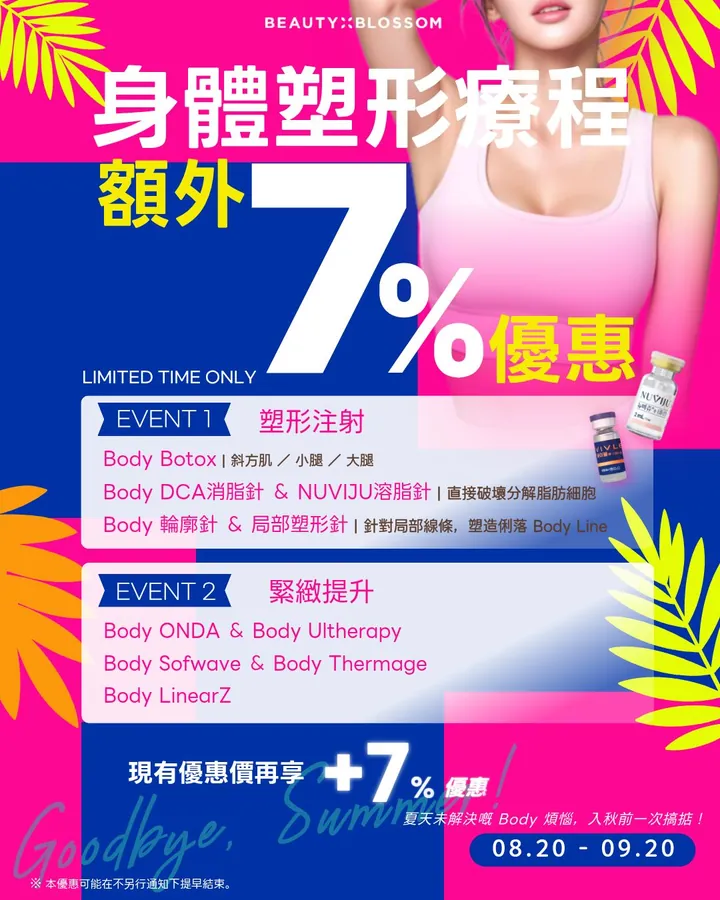 BEAUTY BLOSSOM
身體塑形療程
額外7%優惠
LIMITED TIME ONLY
NUVIJU
EVENT 1 塑形注射
Body Botox | 斜方肌 ／ 小腿 ／ 大腿
Body DCA消脂針 & NUVIJU溶脂針 | 直接破壞分解脂肪細胞
Body 輪廓針 & 局部塑形針 | 針對局部線條，塑造俐落 Body Line
EVENT 2 緊緻提升
Body ONDA & Body Ultherapy
Body Sofwave & Body Thermage
Body LinearZ
現有優惠價再享 +7% 優惠
Goodbye, Summer!
夏天未解決嘅 Body 煩惱，入秋前一次搞掂！
08.20 - 09.20
※ 本優惠可能在不另行通知下提早結束。